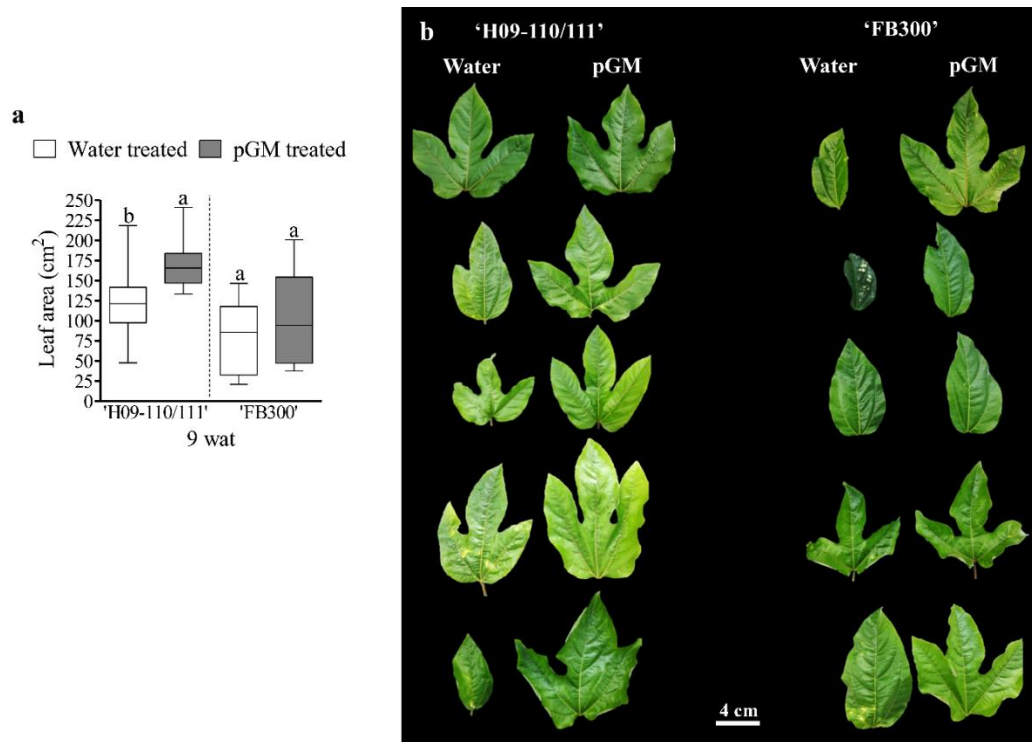 a
Water treated pGM treated
b a a a
Leaf area (cm²)
250
225
200
175
150
125
100
75
50
25
0
'H09-110/111' 'FB300'
9 wat
b
‘H09-110/111’ ‘FB300’
Water pGM Water pGM
4 cm